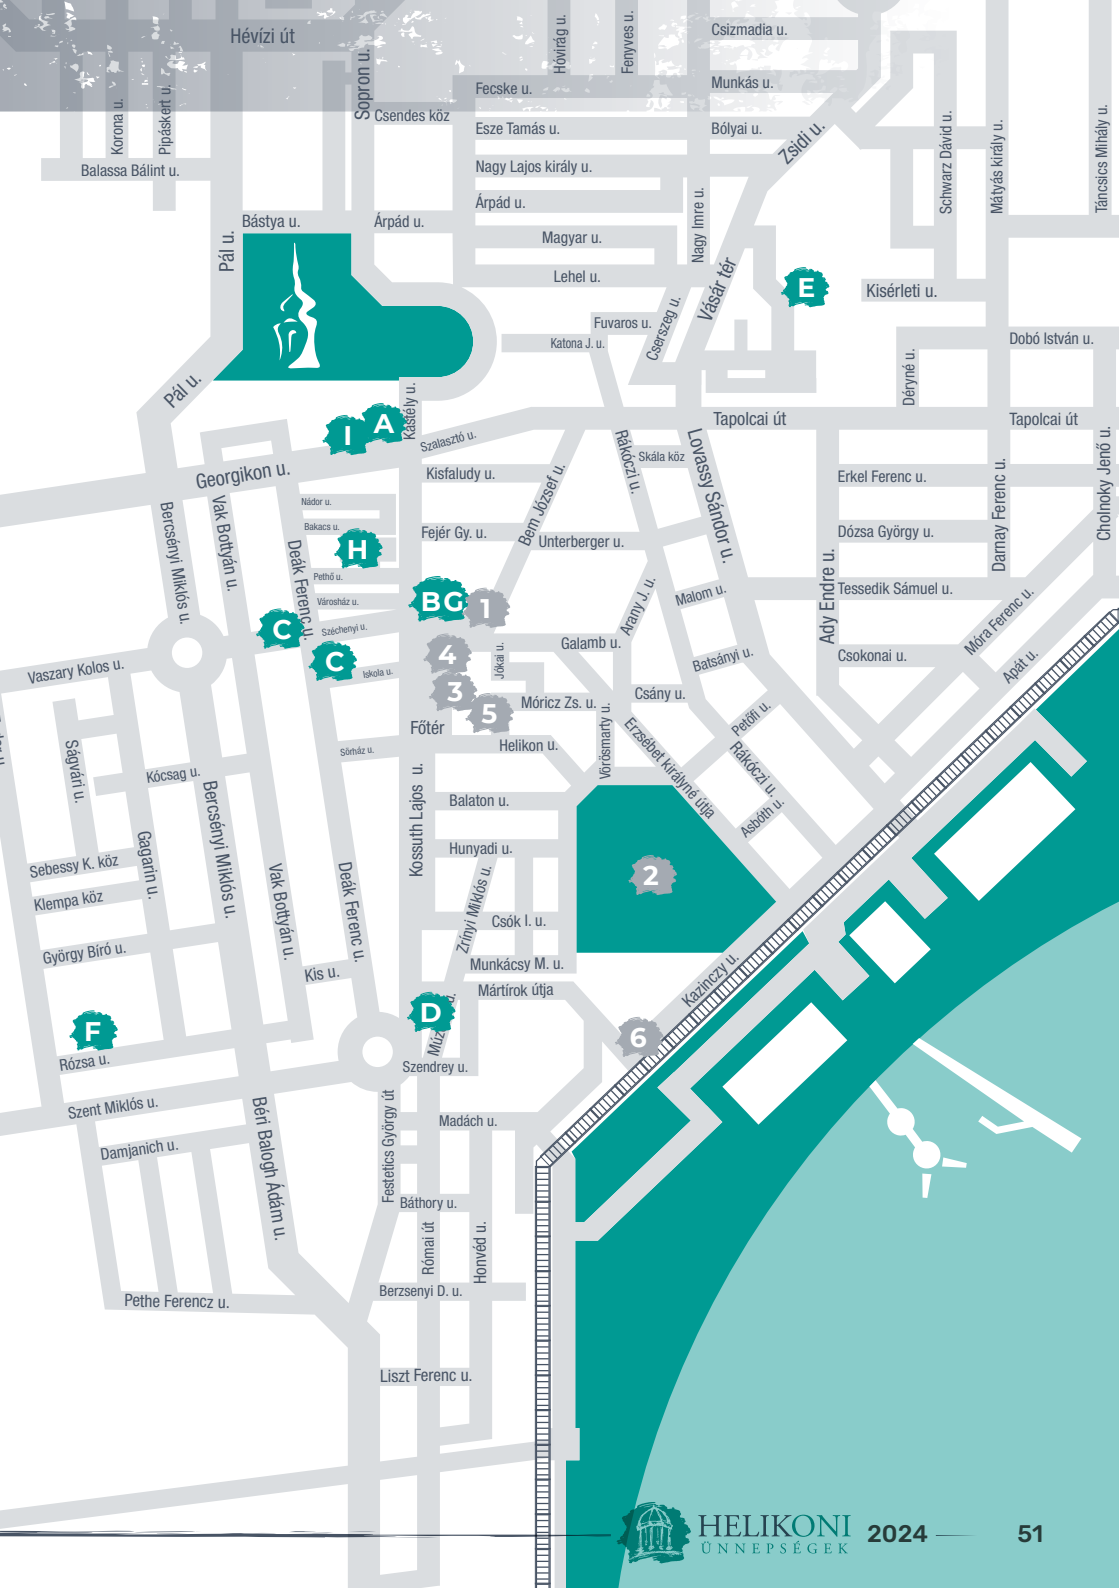 Hévízi út
Sopron u.
Hóvirág u.
Fenyves u.
Csizmadia u.
Korona u.
Pipáskert u.
Csendes köz
Fecske u.
Munkás u.
Esze Tamás u.
Bólyai u.
Zsidi u.
Balassa Bálint u.
Nagy Lajos király u.
Schwarz Dávid u.
Mátyás király u.
Táncsics Mihály u.
Árpád u.
Bástya u.
Árpád u.
Nagy Imre u.
Magyar u.
Pál u.
Lehel u.
Vásár tér
E
Kisérleti u.
Fuvaros u.
Cserszeg u.
Katona J. u.
Dobó István u.
Déryné u.
Pál u.
Kastély u.
I
A
Szalasztó u.
Tapolcai út
Tapolcai út
Georgikon u.
Kisfaludy u.
Rákóczi u.
Skála köz
Lovassy Sándor u.
Erkel Ferenc u.
Darnay Ferenc u.
Cholnoky Jenő u.
Bercsényi Miklós u.
Vak Bottyán u.
Nádor u.
Bakacs u.
Deák Ferenc u.
H
Fejér Gy. u.
Bem József u.
Unterberger u.
Dózsa György u.
Pethő u.
Városház u.
BG
1
Arany J. u.
Malom u.
Ady Endre u.
Tessedik Sámuel u.
C
Széchenyi u.
C
Iskola u.
4
Jókai u.
Galamb u.
Batsányi u.
Csokonai u.
Móra Ferenc u.
Apát u.
Vaszary Kolos u.
3
5
Móricz Zs. u.
Csány u.
Petőfi u.
Főtér
Sörház u.
Helikon u.
Vörösmarty u.
Erzsébet királyné útja
Rákóczi u.
Asbóth u.
Ságvári u.
Kócsag u.
Bercsényi Miklós u.
Kossuth Lajos u.
Balaton u.
Hunyadi u.
Gagarin u.
Sebessy K. köz
Klempa köz
Vak Bottyán u.
Deák Ferenc u.
Zrínyi Miklós u.
2
Csók I. u.
György Bíró u.
Kis u.
Munkácsy M. u.
Kazinczy u.
Mártírok útja
D
F
6
Rózsa u.
Szendrey u.
Szent Miklós u.
Béri Balogh Ádám u.
Festetics György út
Madách u.
Damjanich u.
Báthory u.
Római út
Honvéd u.
Berzsenyi D. u.
Pethe Ferencz u.
Liszt Ferenc u.
HELIKONI
ÜNNEPSÉGEK
2024
51